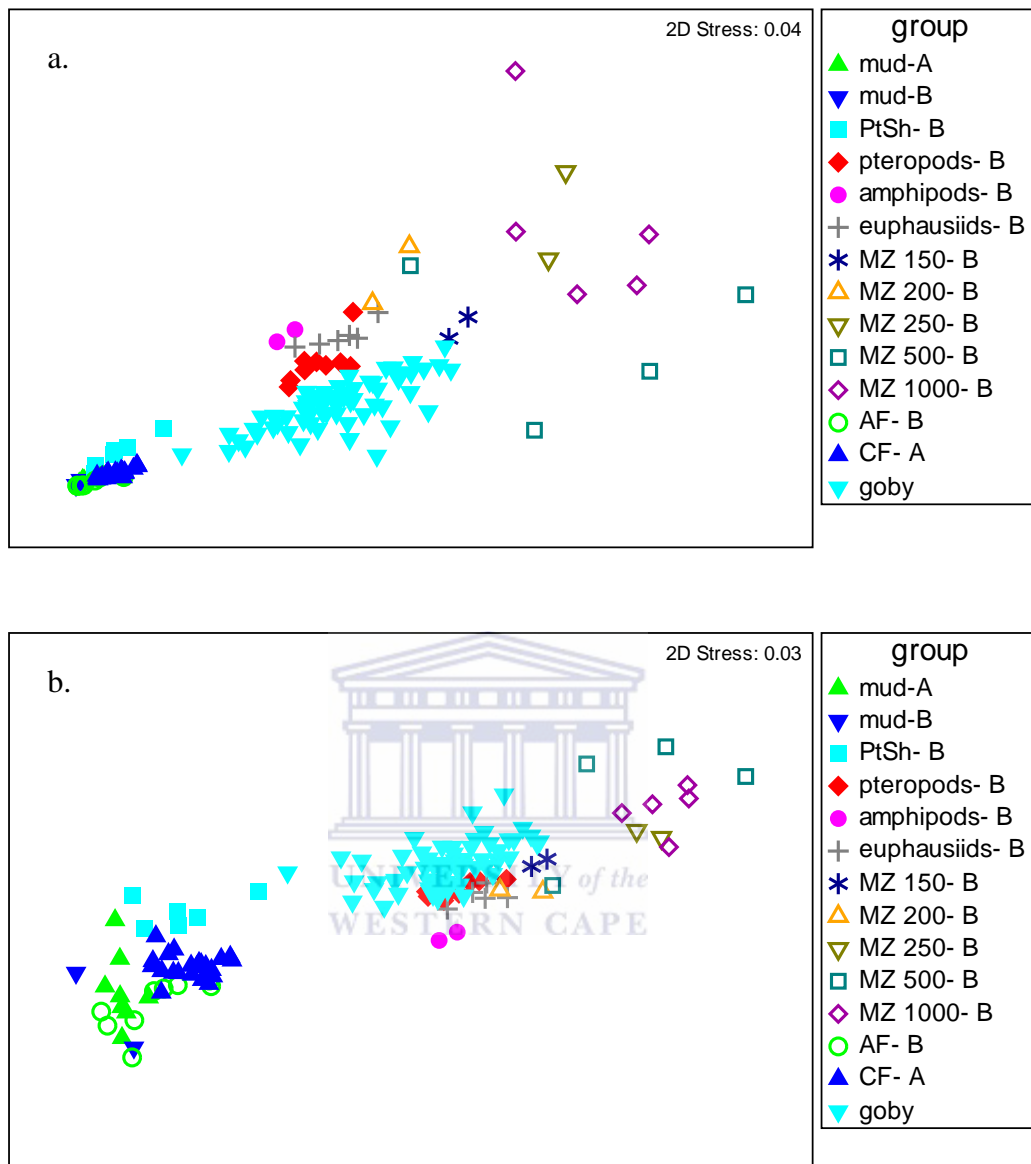 a.
2D Stress: 0.04
group
mud-A
mud-B
PtSh- B
pteropods- B
amphipods- B
euphausiids- B
MZ 150- B
MZ 200- B
MZ 250- B
MZ 500- B
MZ 1000- B
AF- B
CF- A
goby
b.
2D Stress: 0.03
group
mud-A
mud-B
PtSh- B
pteropods- B
amphipods- B
euphausiids- B
MZ 150- B
MZ 200- B
MZ 250- B
MZ 500- B
MZ 1000- B
AF- B
CF- A
goby
UNIVERSITY of the
WESTERN CAPE